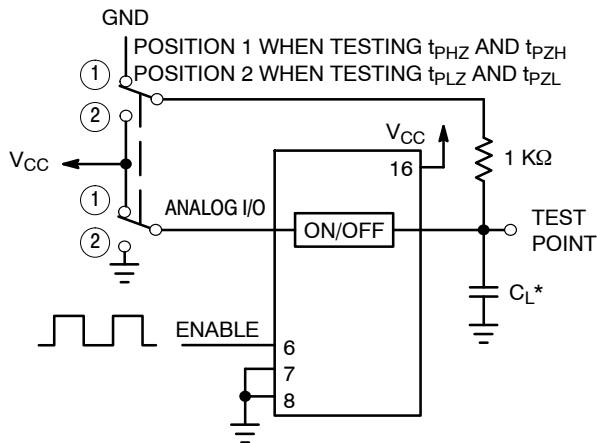 GND
POSITION 1 WHEN TESTING tPHZ AND tPZH
① POSITION 2 WHEN TESTING tPLZ AND tPZL
②
VCC
VCC
16
1 KΩ
①
ANALOG I/O
ON/OFF
TEST
POINT
②
CL*
ENABLE
6
7
8